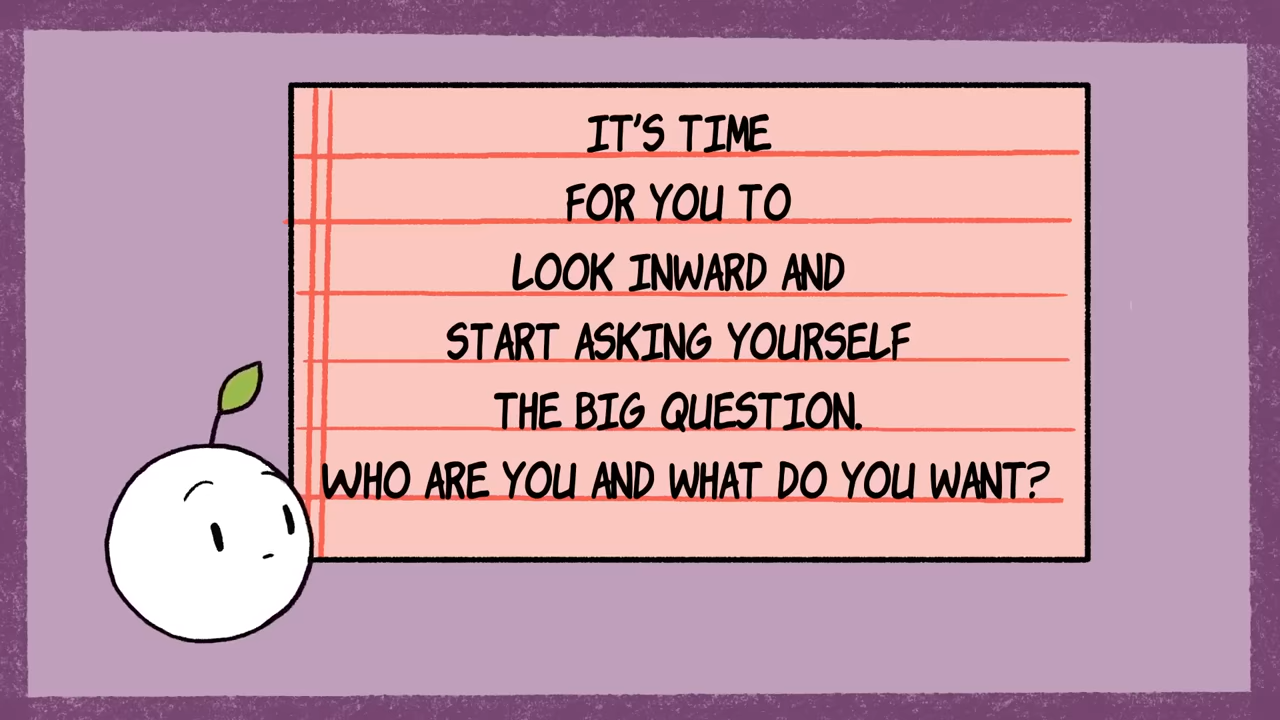 IT'S TIME
FOR YOU TO
LOOK INWARD AND
START ASKING YOURSELF
THE BIG QUESTION.
WHO ARE YOU AND WHAT DO YOU WANT?